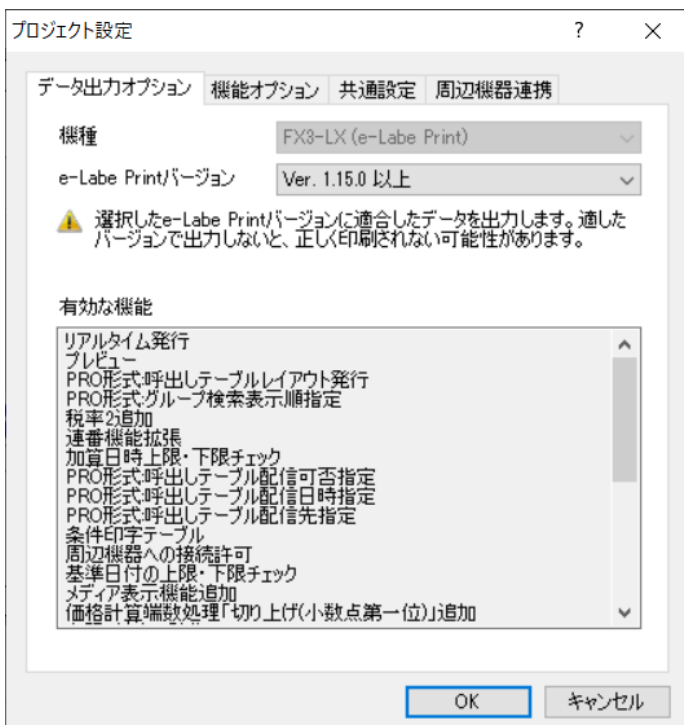 プロジェクト設定
?
×
データ出力オプション 機能オプション 共通設定 周辺機器連携
機種 FX3-LX (e-Labe Print)
e-Labe Printバージョン Ver. 1.15.0 以上
選択したe-Labe Printバージョンに適合したデータを出力します。適した
バージョンで出力しないと、正しく印刷されない可能性があります。
有効な機能
リアルタイム発行
プレビュー
PRO形式:呼出しテーブルレイアウト発行
PRO形式:グループ検索表示順指定
税率2追加
連番機能拡張
加算日時上限・下限チェック
PRO形式:呼出しテーブル配信可否指定
PRO形式:呼出しテーブル配信日時指定
PRO形式:呼出しテーブル配信先指定
条件印字テーブル
周辺機器への接続許可
基準日付の上限・下限チェック
メディア表示機能追加
価格計算端数処理「切り上げ(小数点第一位)」追加
OK キャンセル